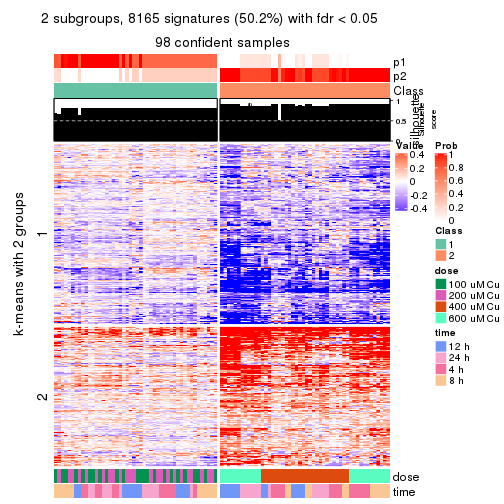 2 subgroups, 8165 signatures (50.2%) with fdr < 0.05
98 confident samples
p1
p2
Class
1
0.5
0
Silhouette
score
k-means with 2 groups
1
2
Value
0.4
0.2
0
-0.2
-0.4
Prob
1
0.8
0.6
0.4
0.2
0
Class
1
2
dose
100 uM Cu
200 uM Cu
400 uM Cu
600 uM Cu
time
12 h
24 h
4 h
8 h
dose
time